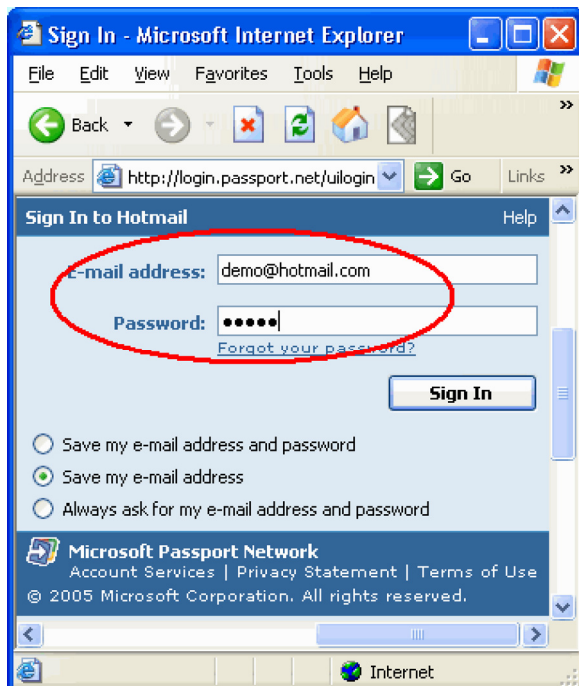 Sign In - Microsoft Internet Explorer
File Edit View Favorites Tools Help
Back
Address http://login.passport.net/uilogin Go Links
Sign In to Hotmail Help
E-mail address: demo@hotmail.com
Password: •••••
Forgot your password?
Sign In
Save my e-mail address and password
Save my e-mail address
Always ask for my e-mail address and password
Microsoft Passport Network
Account Services | Privacy Statement | Terms of Use
© 2005 Microsoft Corporation. All rights reserved.
Internet